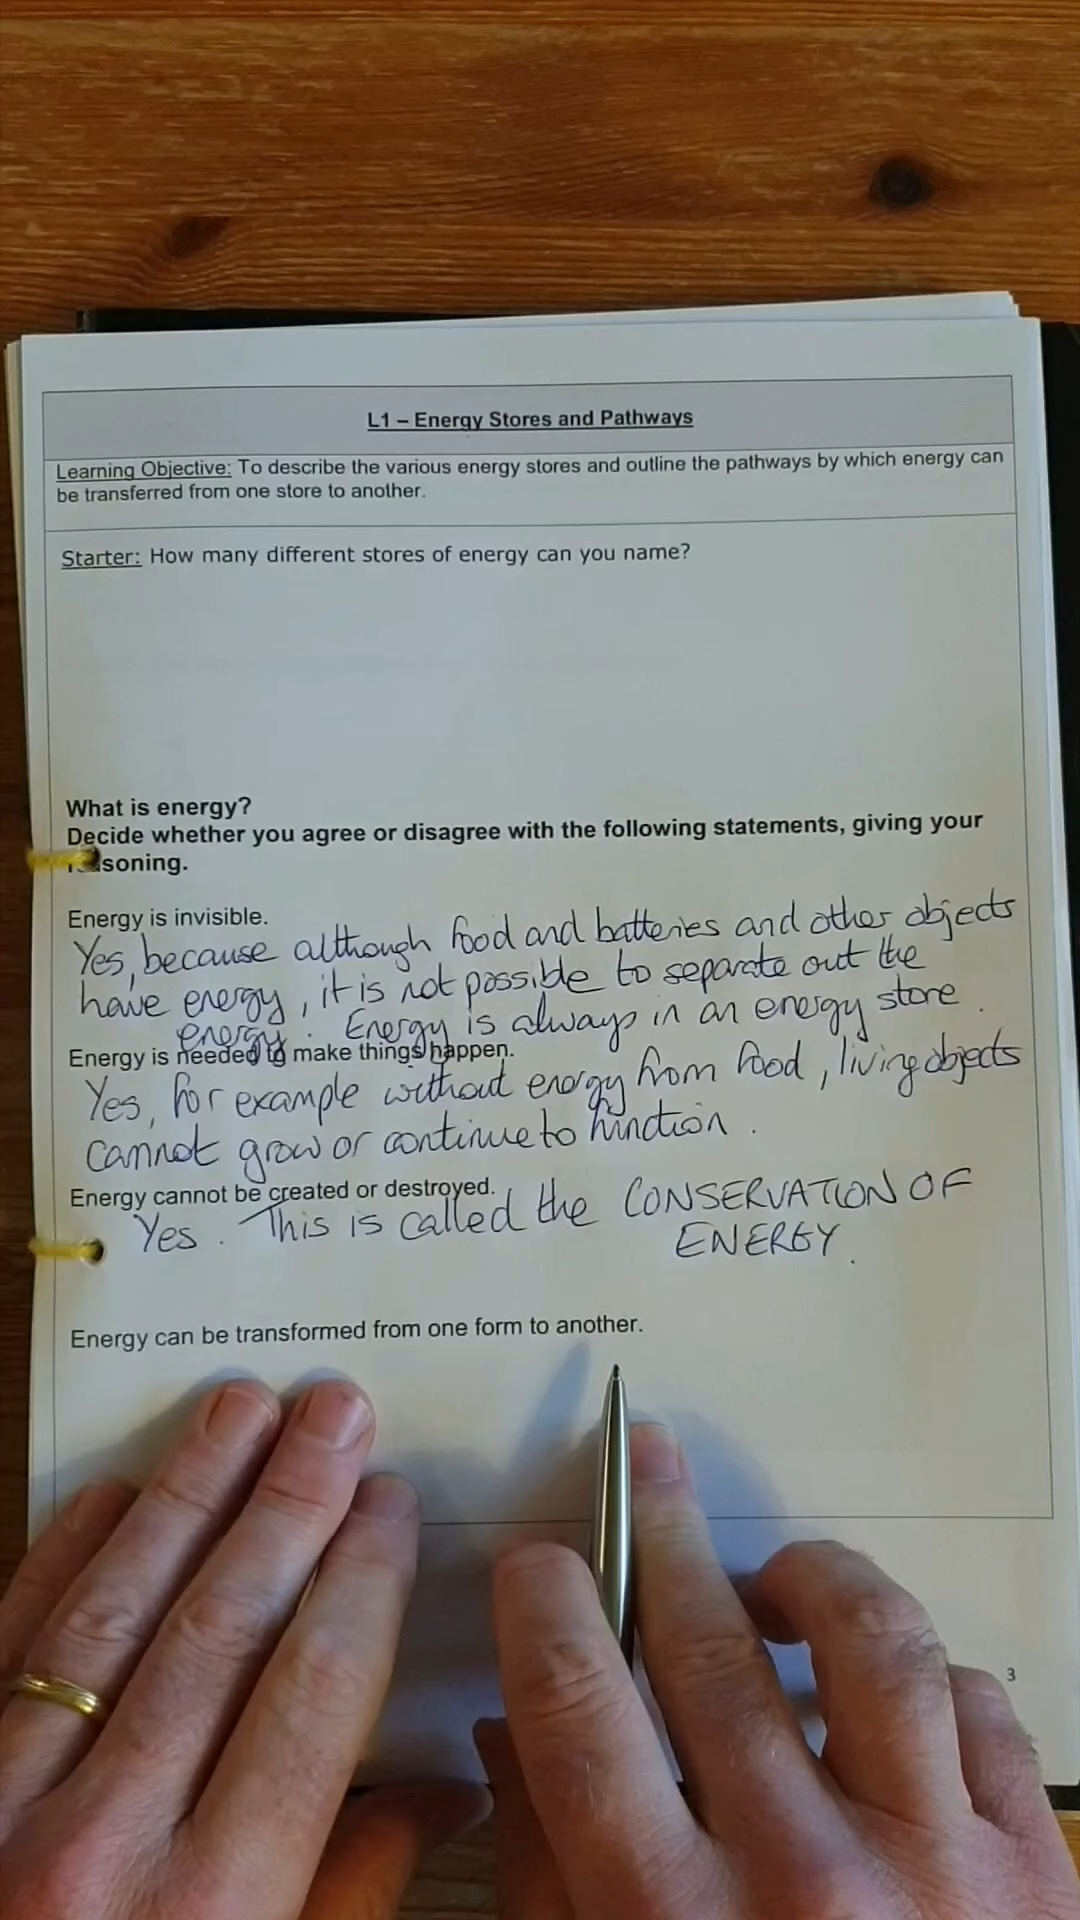 L1 – Energy Stores and Pathways
Learning Objective: To describe the various energy stores and outline the pathways by which energy can
be transferred from one store to another.
Starter: How many different stores of energy can you name?
What is energy?
Decide whether you agree or disagree with the following statements, giving your
soning.
Energy is invisible.
Yes, because although food and batteries and other objects
have energy, it is not possible to separate out the
energy. Energy is always in an energy store.
Energy is needed to make things happen.
Yes, for example without energy from food, living objects
cannot grow or continue to function.
Energy cannot be created or destroyed.
Yes. This is called the CONSERVATION OF
ENERGY.
Energy can be transformed from one form to another.
3